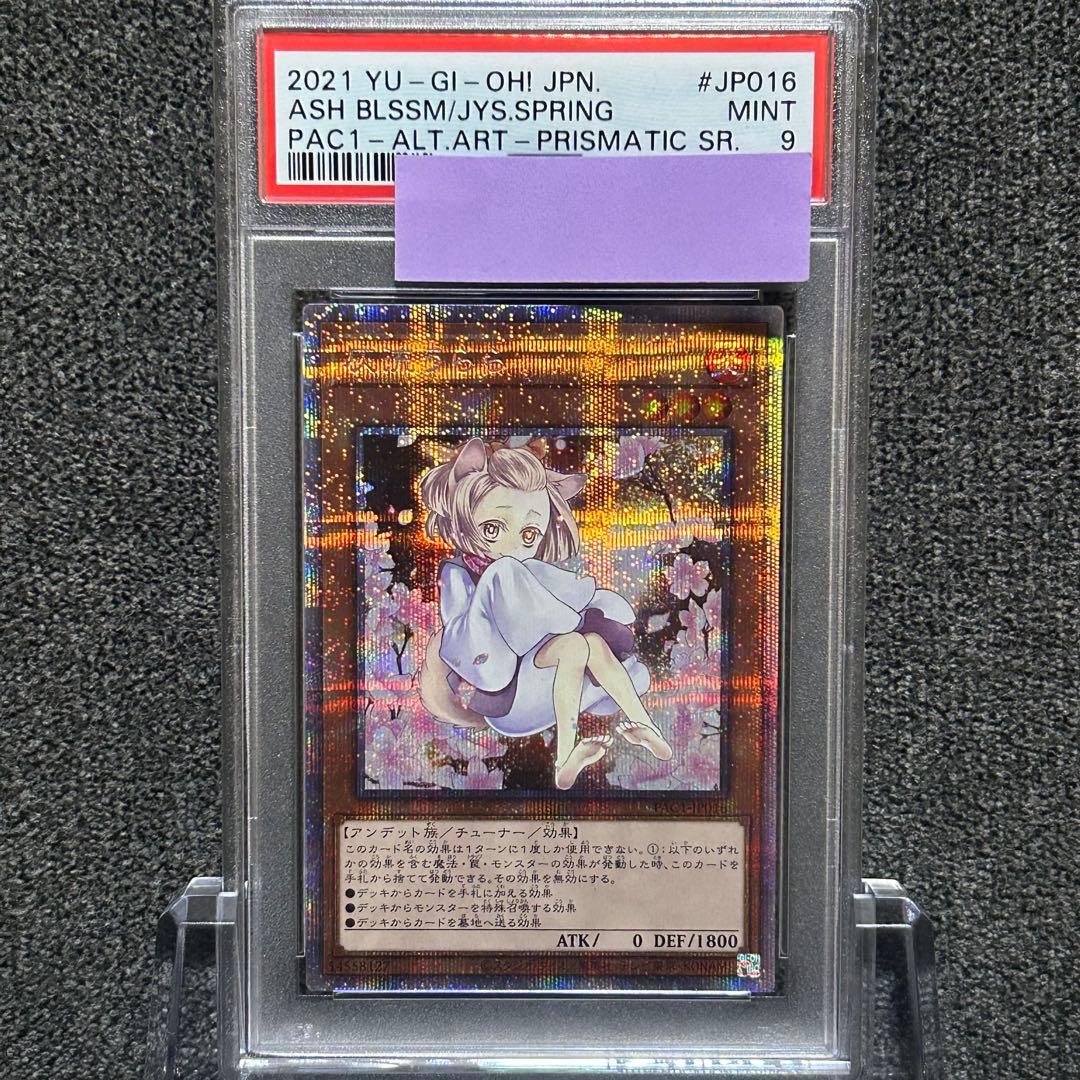 2021 YU-GI-OH! JPN. #JP016
ASH BLSSM/JYS.SPRING MINT
PAC1-ALT.ART-PRISMATIC SR. 9
灰流うらら
【アンデット族/チューナー/効果】
このカード名の効果は1ターンに1度しか使用できない。①:以下のいずれ
かの効果を含む魔法・罠・モンスターの効果が発動した時、このカードを
手札から捨てて発動できる。その効果を無効にする。
●デッキからカードを手札に加える効果
●デッキからモンスターを特殊召喚する効果
●デッキからカードを墓地へ送る効果
ATK/ 0 DEF/1800